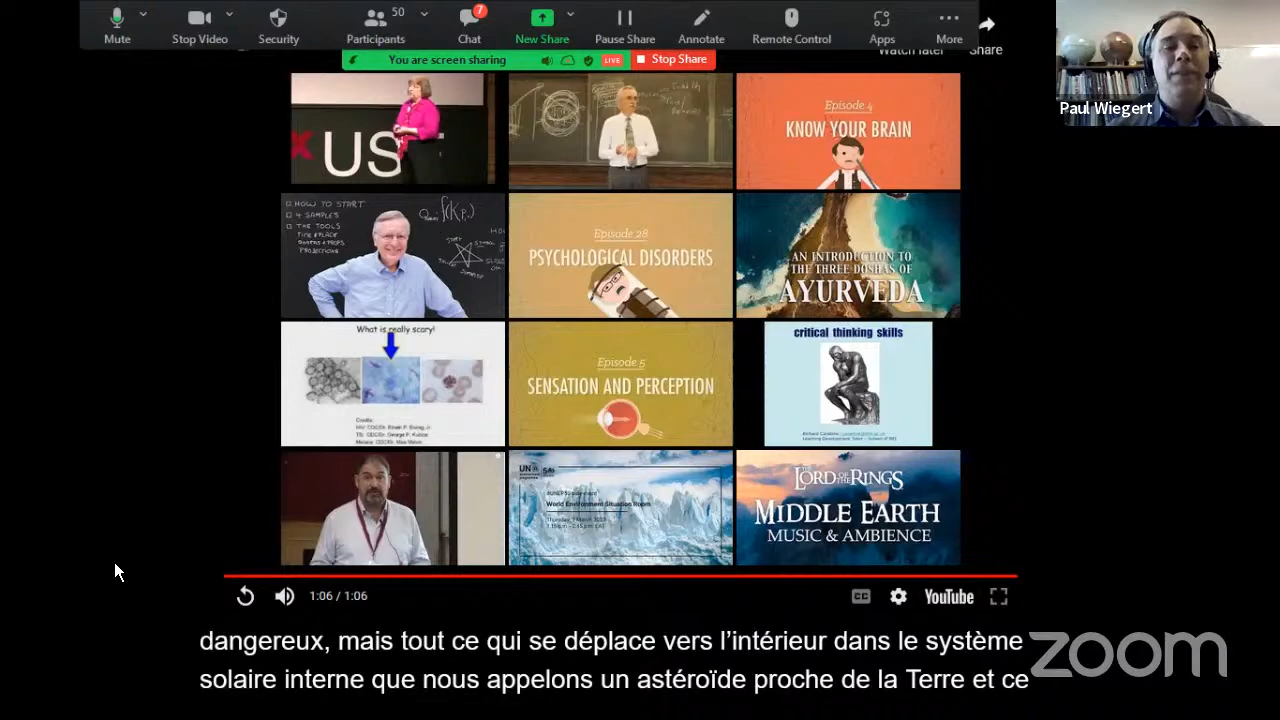 50
7
Mute
Stop Video
Security
Participants
Chat
New Share
Pause Share
Annotate
Remote Control
Apps
More
Watch later
Share
You are screen sharing
LIVE
Stop Share
Paul Wiegert
X US
Episode 4
KNOW YOUR BRAIN
HOW TO START
4 SAMPLES
THE TOOLS
Episode 28
PSYCHOLOGICAL DISORDERS
AN INTRODUCTION TO
THE THREE DOSHAS OF
AYURVEDA
What is really scary!
Episode 5
SENSATION AND PERCEPTION
critical thinking skills
World Environment Situation Room
THE LORD OF THE RINGS
MIDDLE EARTH
MUSIC & AMBIENCE
1:06 / 1:06
CC
YouTube
dangereux, mais tout ce qui se déplace vers l'intérieur dans le système
solaire interne que nous appelons un astéroïde proche de la Terre et ce
zoom